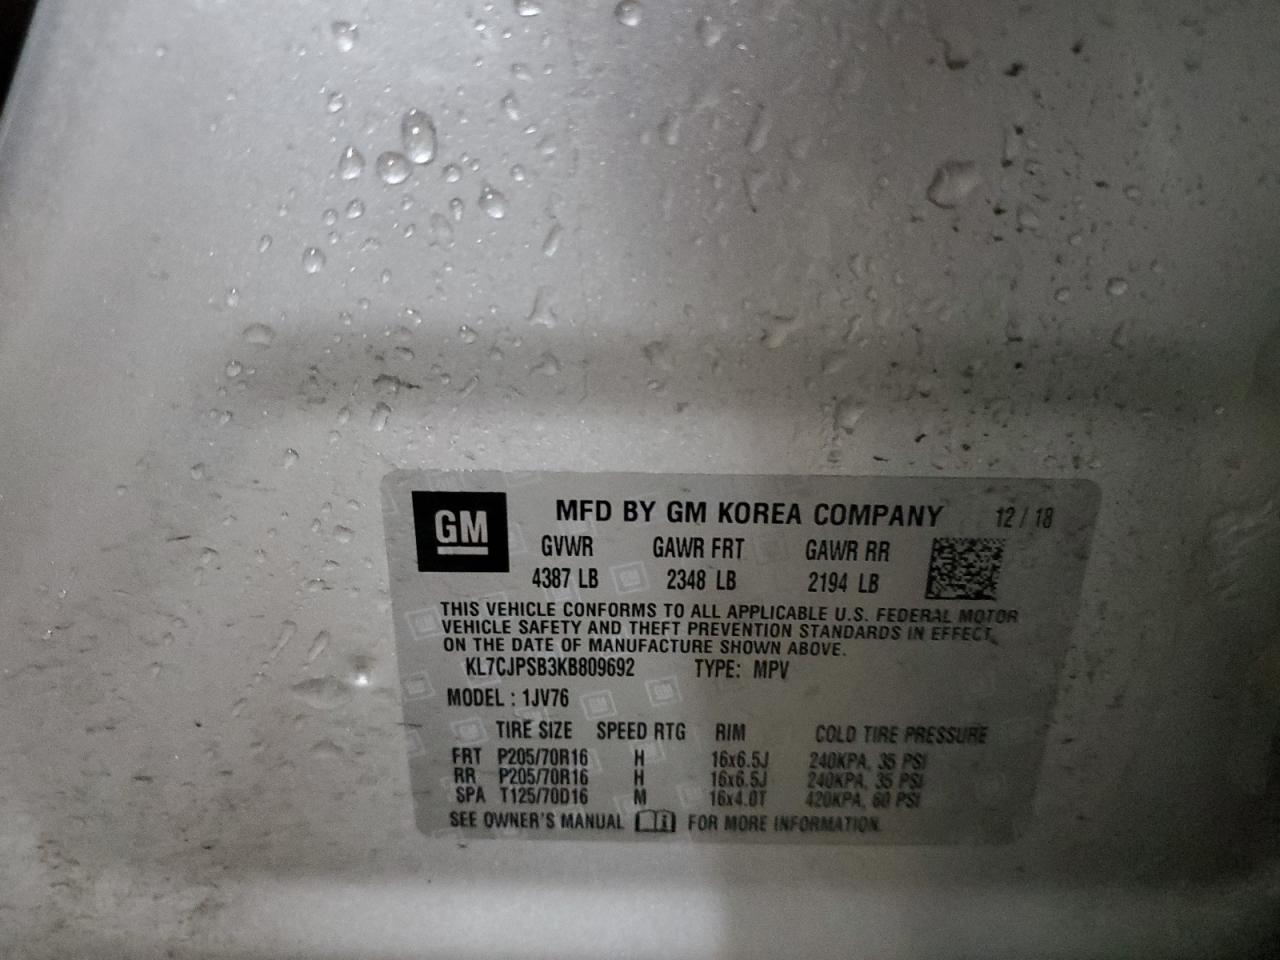 GM
MFD BY GM KOREA COMPANY 12 / 18
GVWR GAWR FRT GAWR RR
4387 LB 2348 LB 2194 LB
THIS VEHICLE CONFORMS TO ALL APPLICABLE U.S. FEDERAL MOTOR
VEHICLE SAFETY AND THEFT PREVENTION STANDARDS IN EFFECT
ON THE DATE OF MANUFACTURE SHOWN ABOVE.
KL7CJPSB3KB809692 TYPE: MPV
MODEL : 1JV76
TIRE SIZE SPEED RTG RIM COLD TIRE PRESSURE
FRT P205/70R16 H 16x6.5J 240KPA, 35 PSI
RR P205/70R16 H 16x6.5J 240KPA, 35 PSI
SPA T125/70D16 M 16x4.0T 420KPA, 60 PSI
SEE OWNER'S MANUAL FOR MORE INFORMATION.